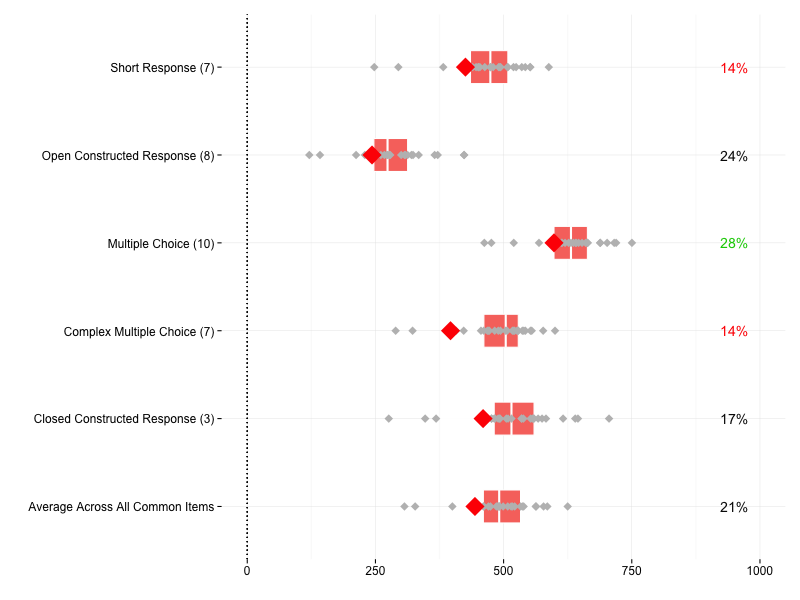 Short Response (7) 14%
Open Constructed Response (8) 24%
Multiple Choice (10) 28%
Complex Multiple Choice (7) 14%
Closed Constructed Response (3) 17%
Average Across All Common Items 21%
0 250 500 750 1000